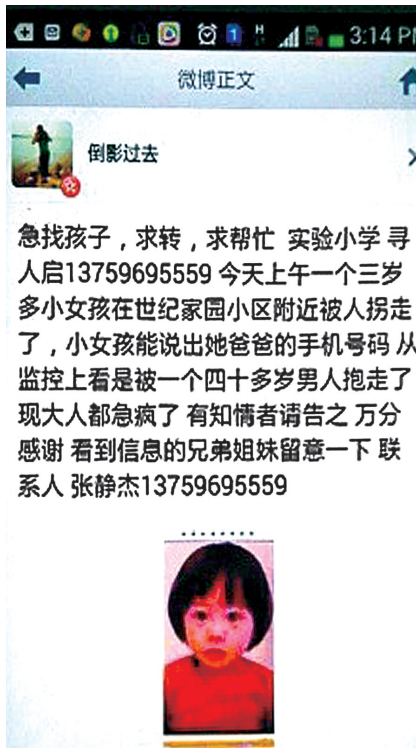 3:14 PM
微博正文
倒影过去
急找孩子，求转，求帮忙 实验小学 寻
人启13759695559 今天上午一个三岁
多小女孩在世纪家园小区附近被人拐走
了，小女孩能说出她爸爸的手机号码 从
监控上看是被一个四十多岁男人抱走了
现大人都急疯了 有知情者请告之 万分
感谢 看到信息的兄弟姐妹留意一下 联
系人 张静杰13759695559